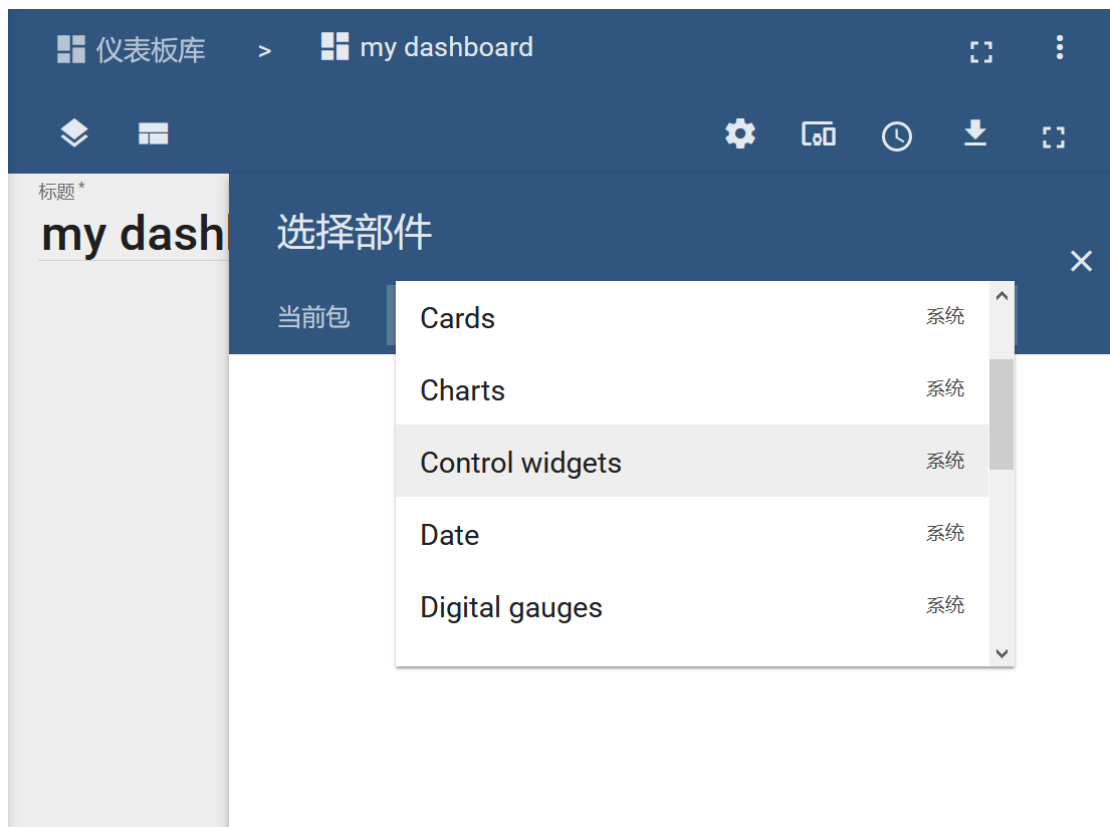 仪表板库 > my dashboard
标题*
my dashl
选择部件
当前包
Cards 系统
Charts 系统
Control widgets 系统
Date 系统
Digital gauges 系统